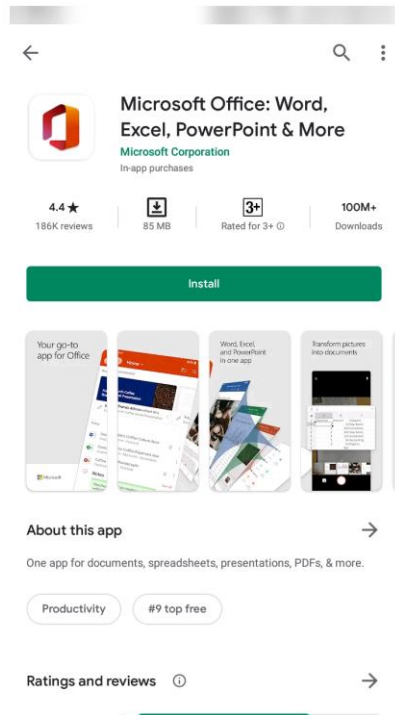 Microsoft Office: Word,
Excel, PowerPoint & More
Microsoft Corporation
In-app purchases
4.4★
186K reviews
85 MB
3+
Rated for 3+
100M+
Downloads
Install
Your go-to
app for Office
Home
Microsoft
Word, Excel,
and PowerPoint
in one app
Transform pictures
into documents
About this app
One app for documents, spreadsheets, presentations, PDFs, & more.
Productivity
#9 top free
Ratings and reviews